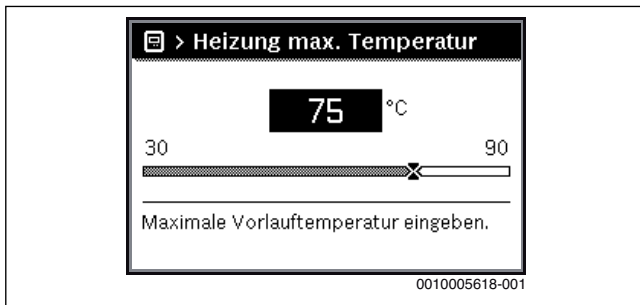 > Heizung max. Temperatur
75 °C
30 90
Maximale Vorlauftemperatur eingeben.
0010005618-001